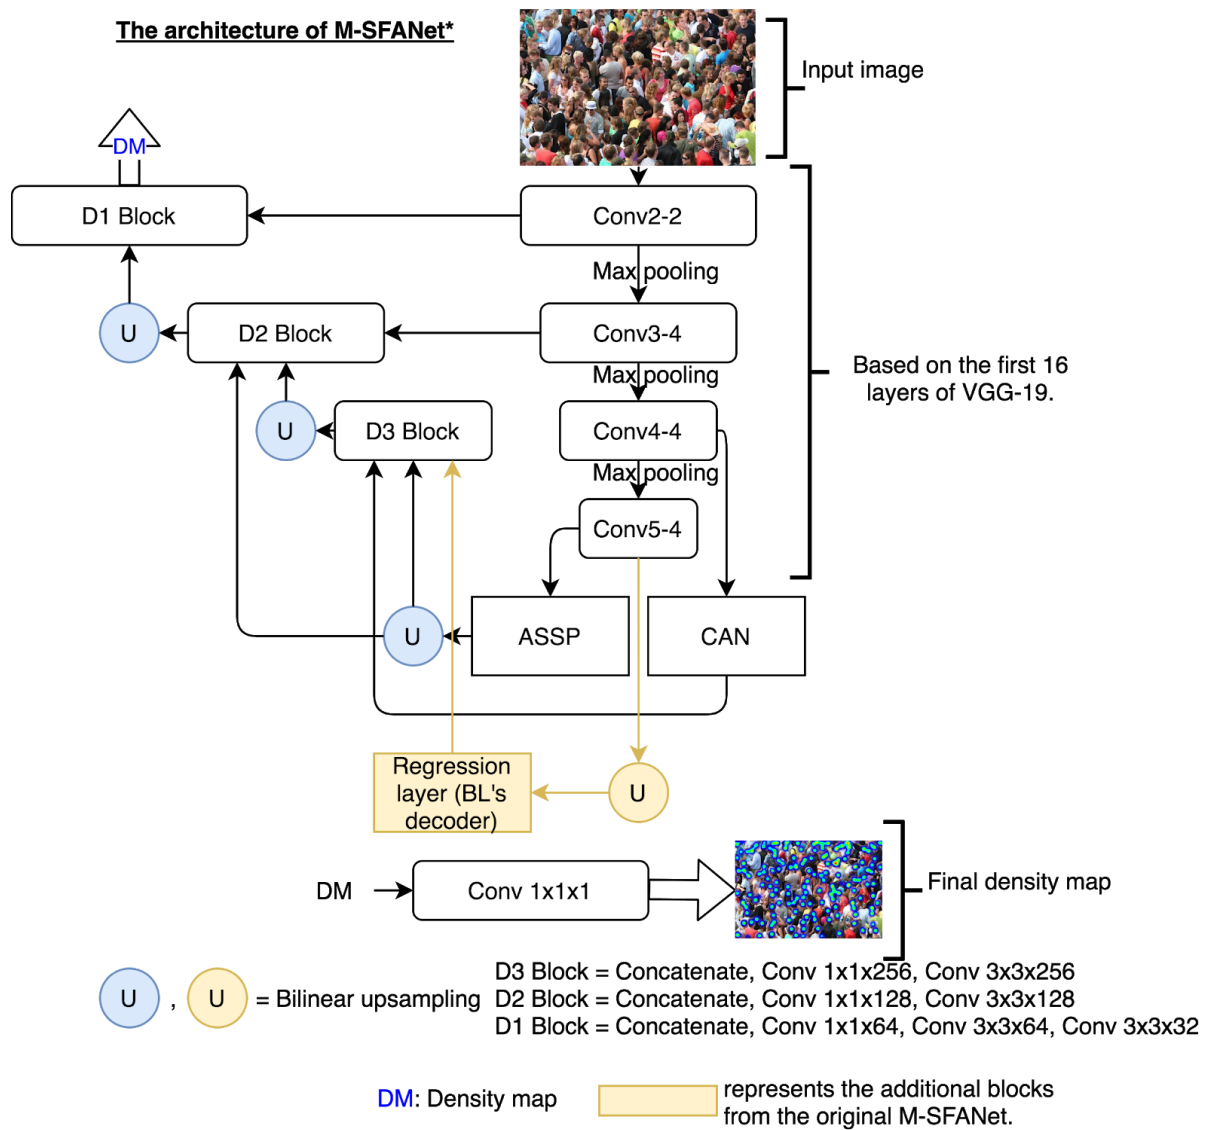 The architecture of M-SFANet*
Input image
DM
D1 Block
Conv2-2
Max pooling
U
D2 Block
Conv3-4
Max pooling
Based on the first 16
layers of VGG-19.
U
D3 Block
Conv4-4
Max pooling
Conv5-4
U
ASSP
CAN
Regression
layer (BL's
decoder)
U
DM
Conv 1x1x1
Final density map
U , U = Bilinear upsampling
D3 Block = Concatenate, Conv 1x1x256, Conv 3x3x256
D2 Block = Concatenate, Conv 1x1x128, Conv 3x3x128
D1 Block = Concatenate, Conv 1x1x64, Conv 3x3x64, Conv 3x3x32
DM: Density map
represents the additional blocks
from the original M-SFANet.